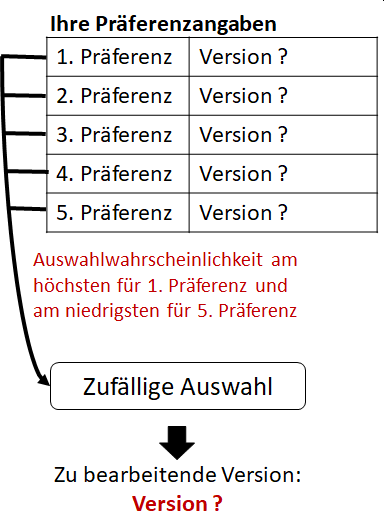 Ihre Präferenzangaben
1. Präferenz Version ?
2. Präferenz Version ?
3. Präferenz Version ?
4. Präferenz Version ?
5. Präferenz Version ?
Auswahlwahrscheinlichkeit am
höchsten für 1. Präferenz und
am niedrigsten für 5. Präferenz
Zufällige Auswahl
Zu bearbeitende Version:
Version ?